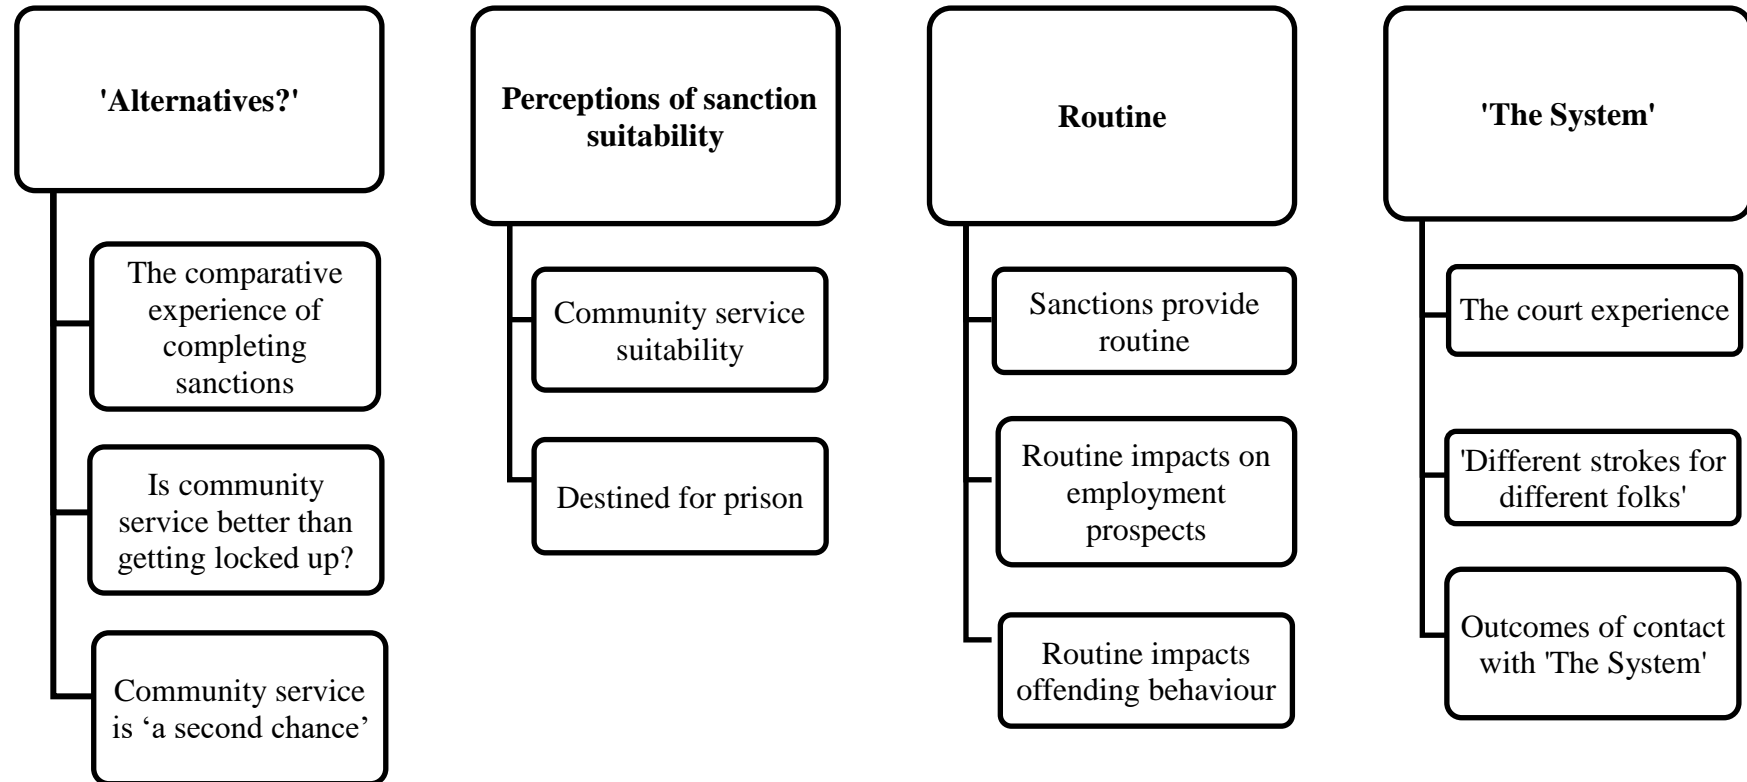 'Alternatives?'
The comparative
experience of
completing
sanctions
Is community
service better than
getting locked up?
Community service
is ‘a second chance’
Perceptions of sanction
suitability
Community service
suitability
Destined for prison
Routine
Sanctions provide
routine
Routine impacts on
employment
prospects
Routine impacts
offending behaviour
'The System'
The court experience
'Different strokes for
different folks'
Outcomes of contact
with 'The System'